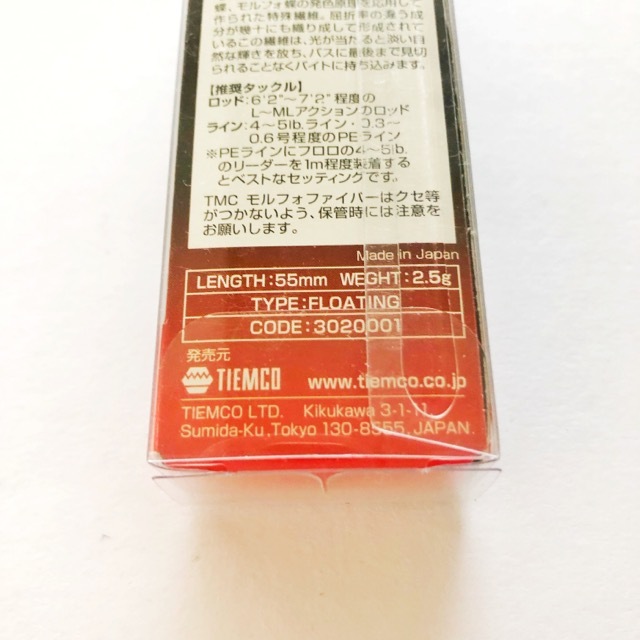 蝶、モルフォ蝶の発色原理を応用して
作られた特殊繊維。屈折率の違う成
分が幾十にも織り成して形成されて
いるこの繊維は、光が当たると淡い自
然な輝きを放ち、バスに最後まで見切
られることなくバイトに持ち込みます。
【推奨タックル】
ロッド：6'2"〜7'2"程度の
L〜MLアクションのロッド
ライン：4〜5lb.ライン・0.3〜
0.6号程度のPEライン
※PEラインにフロロの4〜5lb.
のリーダーを1m程度装着する
とベストなセッティングです。
TMC モルフォファイバーはクセ等
がつかないよう、保管時には注意を
お願いします。
Made in Japan
LENGTH:55mm WEGHT:2.5g
TYPE:FLOATING
CODE:3020001
発売元
TIEMCO www.tiemco.co.jp
TIEMCO LTD. Kikukawa 3-1-11,
Sumida-Ku,Tokyo 130-8555, JAPAN.